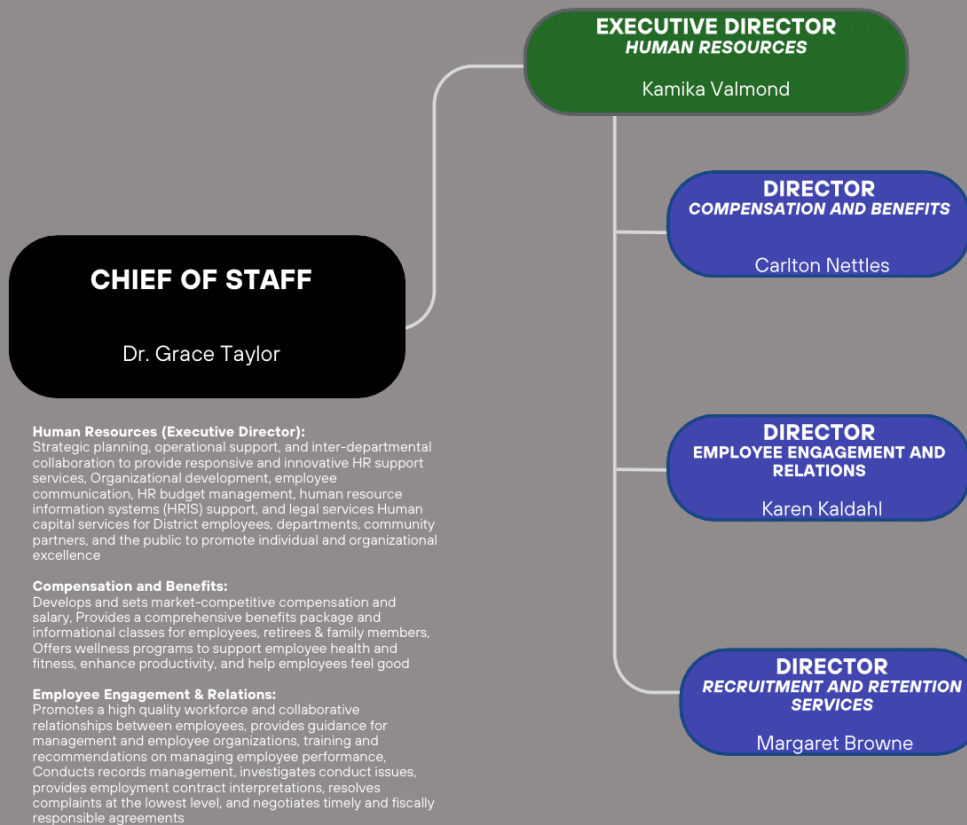 EXECUTIVE DIRECTOR
HUMAN RESOURCES
Kamika Valmond
DIRECTOR
COMPENSATION AND BENEFITS
Carlton Nettles
CHIEF OF STAFF
Dr. Grace Taylor
DIRECTOR
EMPLOYEE ENGAGEMENT AND
RELATIONS
Karen Kaldahl
DIRECTOR
RECRUITMENT AND RETENTION
SERVICES
Margaret Browne
Human Resources (Executive Director):
Strategic planning, operational support, and inter-departmental
collaboration to provide responsive and innovative HR support
services, Organizational development, employee
communication, HR budget management, human resource
information systems (HRIS) support, and legal services Human
capital services for District employees, departments, community
partners, and the public to promote individual and organizational
excellence
Compensation and Benefits:
Develops and sets market-competitive compensation and
salary, Provides a comprehensive benefits package and
informational classes for employees, retirees & family members,
Offers wellness programs to support employee health and
fitness, enhance productivity, and help employees feel good
Employee Engagement & Relations:
Promotes a high quality workforce and collaborative
relationships between employees, provides guidance for
management and employee organizations, training and
recommendations on managing employee performance,
Conducts records management, investigates conduct issues,
provides employment contract interpretations, resolves
complaints at the lowest level, and negotiates timely and fiscally
responsible agreements